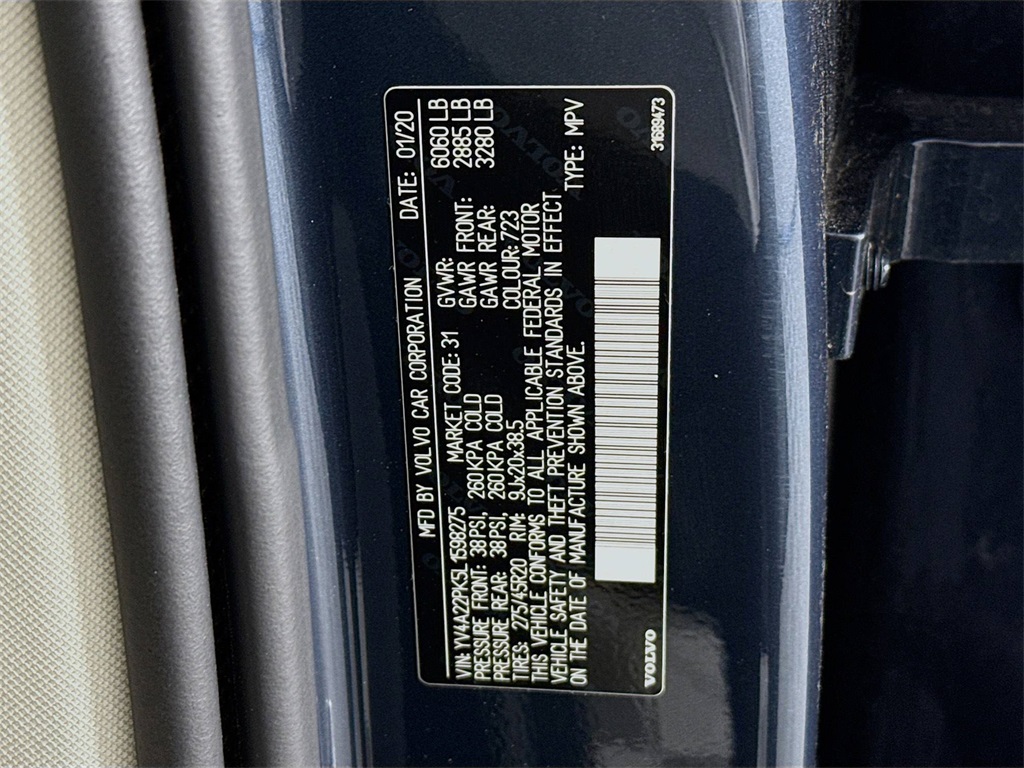 MFD BY VOLVO CAR CORPORATION DATE: 01/20
VIN: YV4A22PK5L1598275 MARKET CODE: 31 GVWR: 6060 LB
PRESSURE FRONT: 38PSI, 260KPA COLD GAWR FRONT: 2885 LB
PRESSURE REAR: 38PSI, 260KPA COLD GAWR REAR: 3280 LB
TIRES: 275/45R20 RIM: 9Jx20x38.5 COLOUR: 723
THIS VEHICLE CONFORMS TO ALL APPLICABLE FEDERAL MOTOR
VEHICLE SAFETY AND THEFT PREVENTION STANDARDS IN EFFECT
ON THE DATE OF MANUFACTURE SHOWN ABOVE. TYPE: MPV
VOLVO 31689473